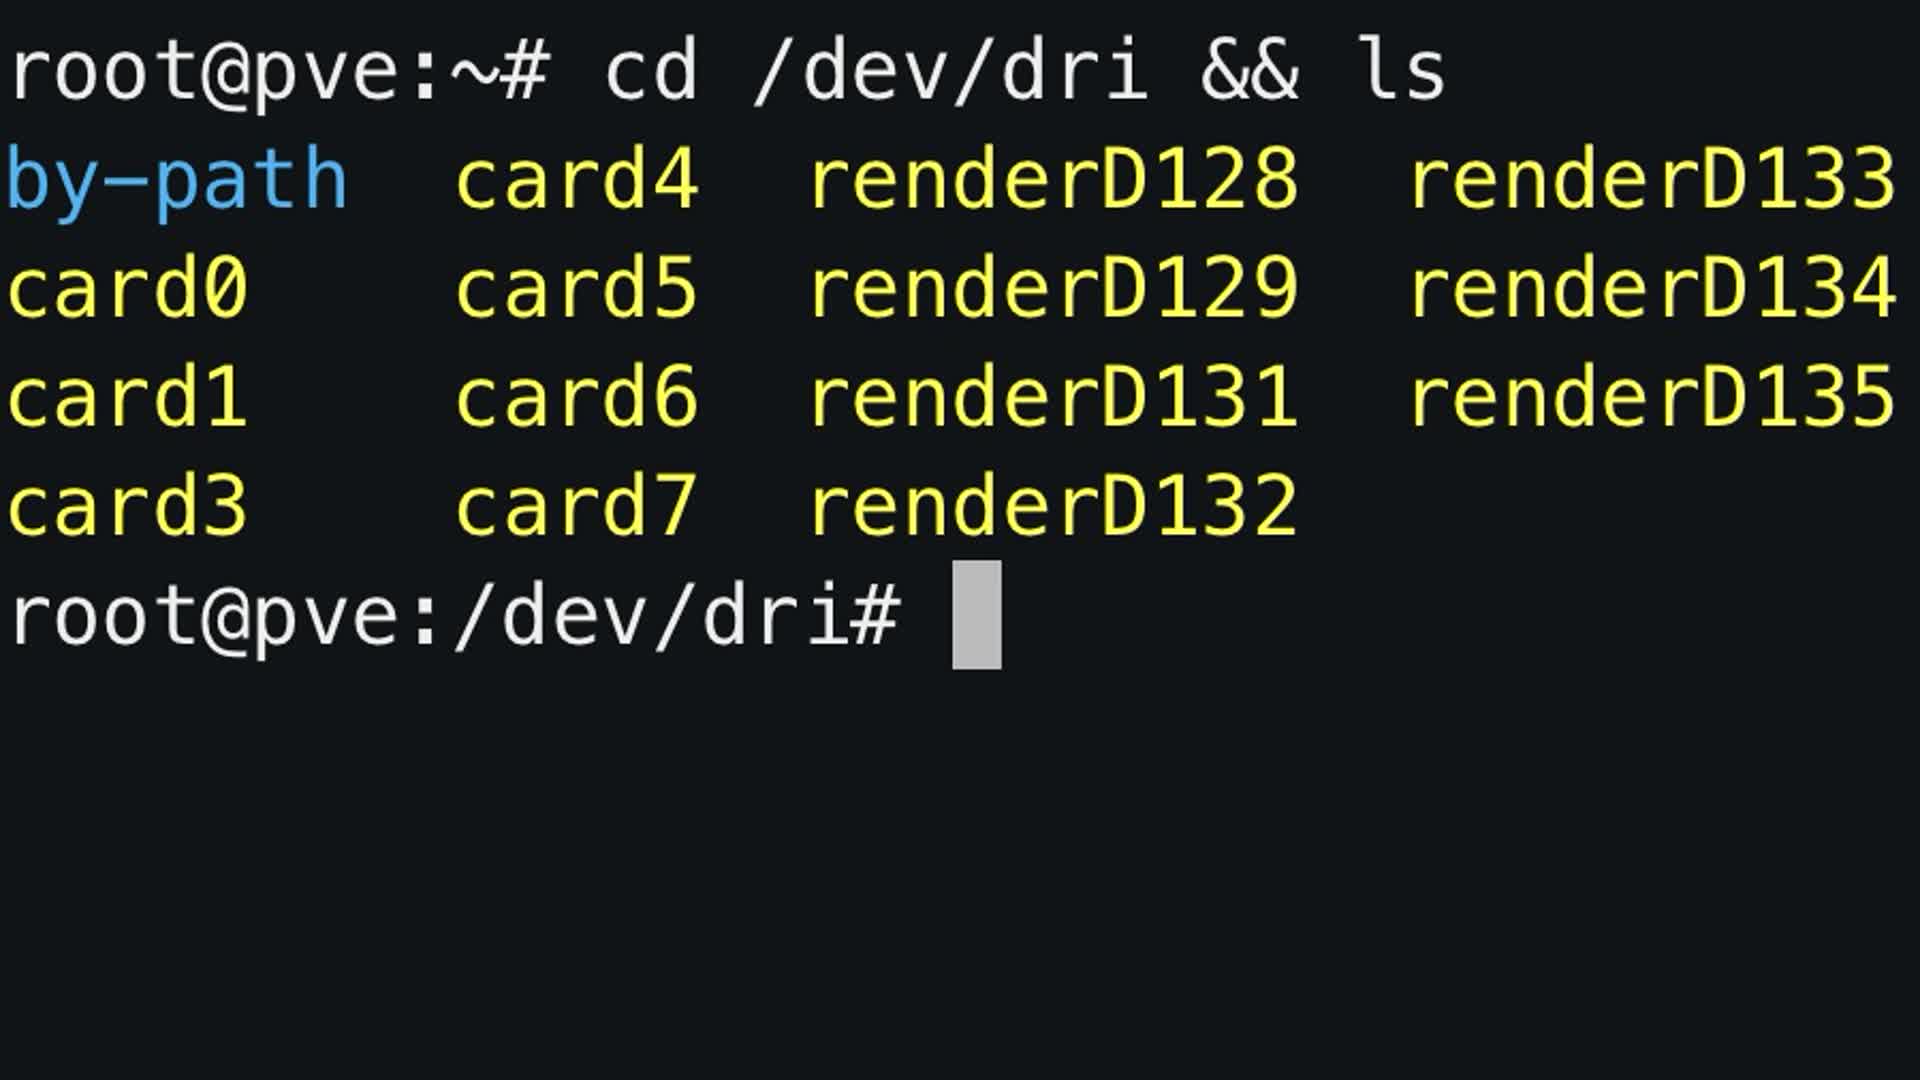 root@pve:~# cd /dev/dri && ls
by-path  card4  renderD128  renderD133
card0    card5  renderD129  renderD134
card1    card6  renderD131  renderD135
card3    card7  renderD132
root@pve:/dev/dri#